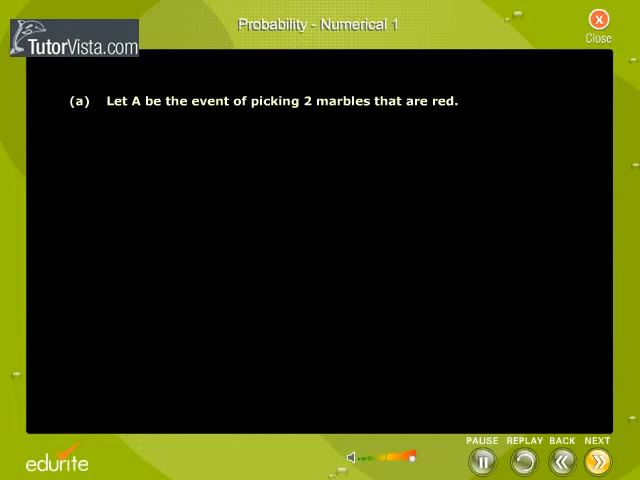 Probability - Numerical 1
TutorVista.com
Close
(a) Let A be the event of picking 2 marbles that are red.
PAUSE REPLAY BACK NEXT
edurite